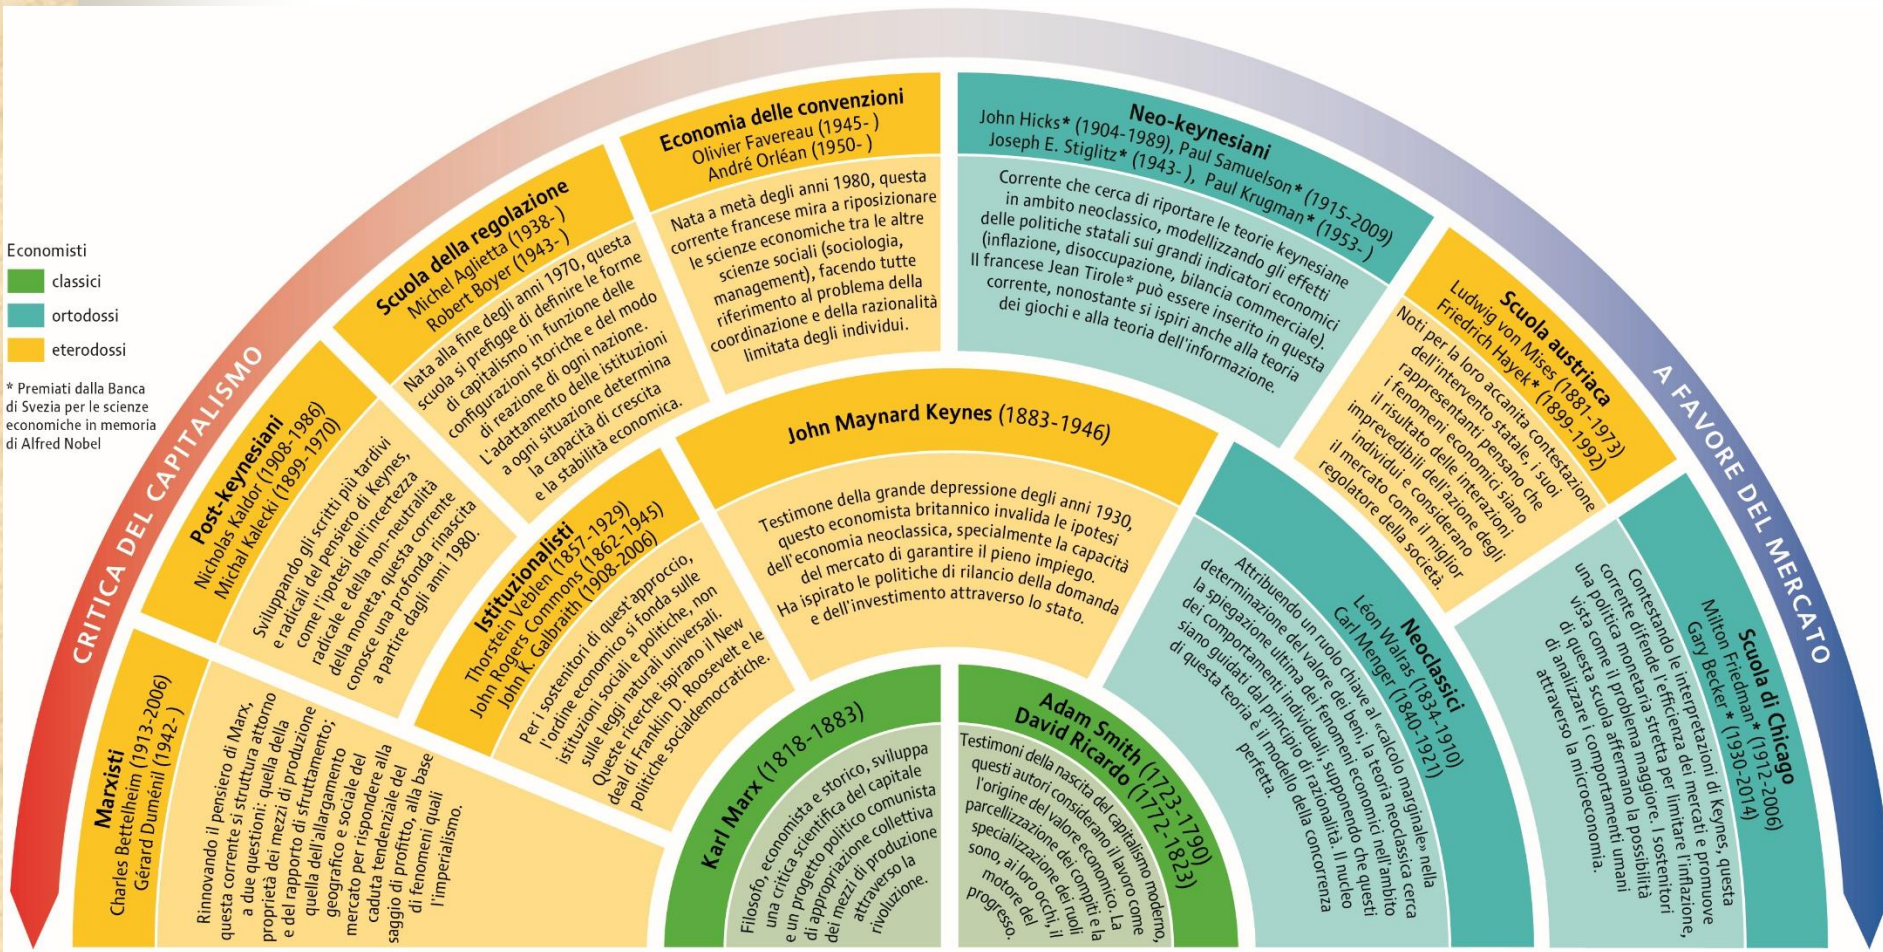 Economisti
classici
ortodossi
eterodossi
* Premiati dalla Banca
di Svezia per le scienze
economiche in memoria
di Alfred Nobel
CRITICA DEL CAPITALISMO
A FAVORE DEL MERCATO
Marxisti
Charles Bettelheim (1913-2006)
Gérard Duménil (1942- )
Rinnovando il pensiero di Marx,
questa corrente si struttura attorno
a due questioni: quella della
proprietà dei mezzi di produzione
e del rapporto di sfruttamento;
quella dell'allargamento
geografico e sociale del
mercato per rispondere alla
caduta tendenziale del
saggio di profitto, alla base
di fenomeni quali
l'imperialismo.
Post-keynesiani
Nicholas Kaldor (1908-1986)
Michal Kalecki (1899-1970)
Sviluppando gli scritti più tardivi
e radicali del pensiero di Keynes,
come l'ipotesi dell'incertezza
radicale e della non-neutralità
della moneta, questa corrente
conosce una profonda rinascita
a partire dagli anni 1980.
Scuola della regolazione
Michel Aglietta (1938- )
Robert Boyer (1943- )
Nata alla fine degli anni 1970, questa
scuola si prefigge di definire le forme
di capitalismo in funzione delle
configurazioni storiche e del modo
di reazione di ogni nazione.
L'adattamento delle istituzioni
a ogni situazione determina
la capacità di crescita
e la stabilità economica.
Economia delle convenzioni
Olivier Favereau (1945- )
André Orléan (1950- )
Nata a metà degli anni 1980, questa
corrente francese mira a riposizionare
le scienze economiche tra le altre
scienze sociali (sociologia,
management), facendo tutte
riferimento al problema della
coordinazione e della razionalità
limitata degli individui.
Neo-keynesiani
John Hicks* (1904-1989), Paul Samuelson* (1915-2009)
Joseph E. Stiglitz* (1943- ), Paul Krugman* (1953- )
Corrente che cerca di riportare le teorie keynesiane
in ambito neoclassico, modellizzando gli effetti
delle politiche statali sui grandi indicatori economici
(inflazione, disoccupazione, bilancia commerciale).
Il francese Jean Tirole* può essere inserito in questa
corrente, nonostante si ispiri anche alla teoria
dei giochi e alla teoria dell'informazione.
Scuola austriaca
Ludwig von Mises (1881-1973)
Friedrich Hayek* (1899-1992)
Noti per la loro accanita contestazione
dell'intervento statale, i suoi
rappresentanti pensano che
i fenomeni economici siano
il risultato delle interazioni
imprevedibili dell'azione degli
individui e considerano
il mercato come il miglior
regolatore della società.
Scuola di Chicago
Milton Friedman* (1912-2006)
Gary Becker * (1930-2014)
Contestando le interpretazioni di Keynes, questa
corrente difende l'efficienza dei mercati e promuove
una politica monetaria stretta per limitare l'inflazione,
vista come il problema maggiore. I sostenitori
di questa scuola affermano la possibilità
di analizzare i comportamenti umani
attraverso la microeconomia.
Istituzionalisti
Thorstein Veblen (1857-1929)
John Rogers Commons (1862-1945)
John K. Galbraith (1908-2006)
Per i sostenitori di quest'approccio,
l'ordine economico si fonda sulle
istituzioni sociali e politiche, non
sulle leggi naturali universali.
Queste ricerche ispirano il New
deal di Franklin D. Roosevelt e le
politiche socialdemocratiche.
John Maynard Keynes (1883-1946)
Testimone della grande depressione degli anni 1930,
questo economista britannico invalida le ipotesi
dell'economia neoclassica, specialmente la capacità
del mercato di garantire il pieno impiego.
Ha ispirato le politiche di rilancio della domanda
e dell'investimento attraverso lo stato.
Neoclassici
Léon Walras (1834-1910)
Carl Menger (1840-1921)
Attribuendo un ruolo chiave al «calcolo marginale» nella
determinazione del valore dei beni, la teoria neoclassica cerca
la spiegazione ultima dei fenomeni economici nell'ambito
dei comportamenti individuali, supponendo che questi
siano guidati dal principio di razionalità. Il nucleo
di questa teoria è il modello della concorrenza
perfetta.
Karl Marx (1818-1883)
Filosofo, economista e storico, sviluppa
una critica scientifica del capitale
e un progetto politico comunista
di appropriazione collettiva
dei mezzi di produzione
attraverso la
rivoluzione.
Adam Smith (1723-1790)
David Ricardo (1772-1823)
Testimoni della nascita del capitalismo moderno,
questi autori considerano il lavoro come
l'origine del valore economico. La
parcellizzazione dei compiti e la
specializzazione dei ruoli
sono, ai loro occhi, il
motore del
progresso.